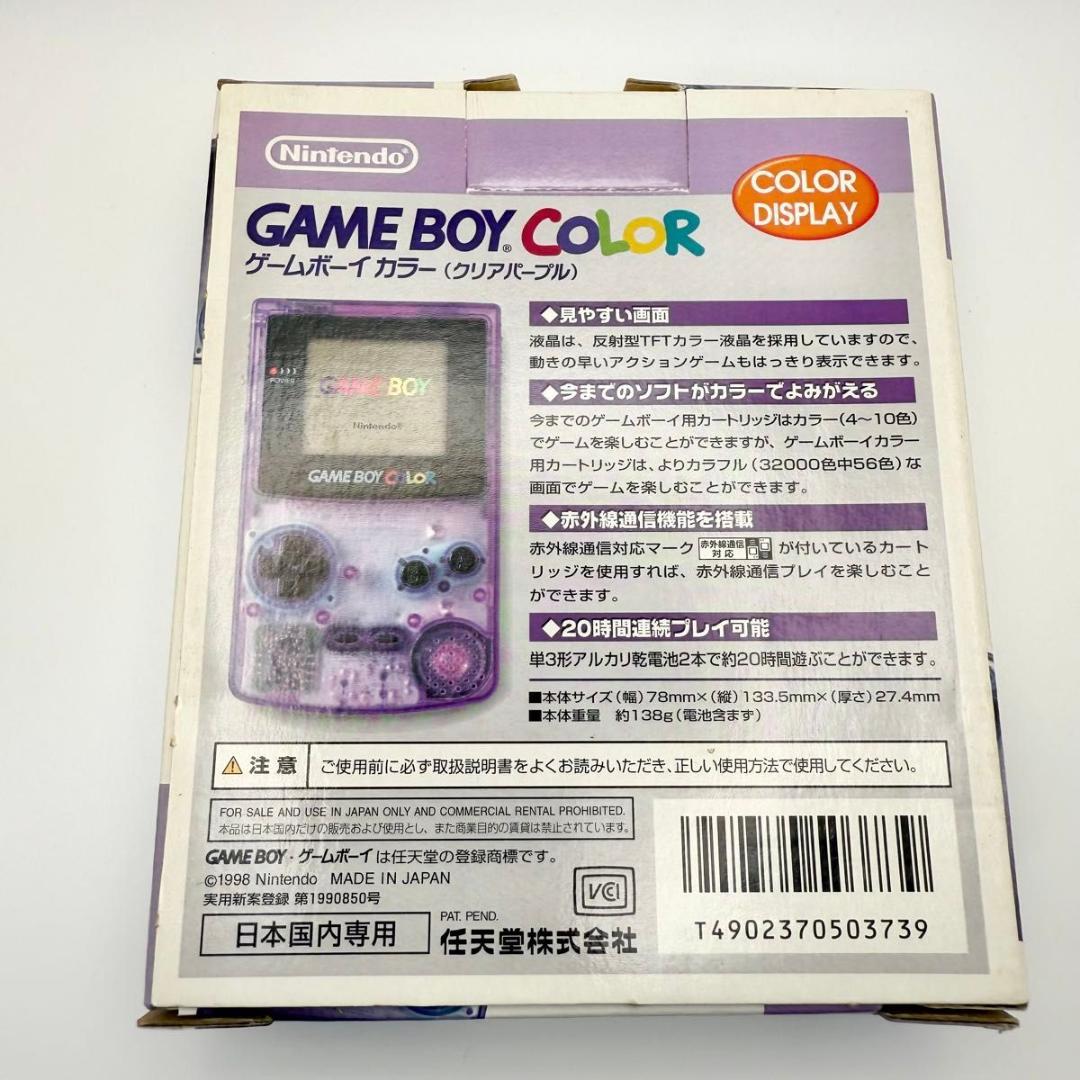 Nintendo®
COLOR
DISPLAY
GAME BOY® COLOR
ゲームボーイ カラー(クリアパープル)
POWER
GAME BOY
Nintendo®
GAME BOY COLOR
◆見やすい画面
液晶は、反射型TFTカラー液晶を採用していますので、
動きの早いアクションゲームもはっきり表示できます。
◆今までのソフトがカラーでよみがえる
今までのゲームボーイ用カートリッジはカラー(4〜10色)
でゲームを楽しむことができますが、ゲームボーイカラー
用カートリッジは、よりカラフル(32000色中56色)な
画面でゲームを楽しむことができます。
◆赤外線通信機能を搭載
赤外線通信対応マーク 赤外線通信 対応 が付いているカート
リッジを使用すれば、赤外線通信プレイを楽しむこと
ができます。
◆20時間連続プレイ可能
単3形アルカリ乾電池2本で約20時間遊ぶことができます。
■本体サイズ(幅)78mm×(縦)133.5mm×(厚さ)27.4mm
■本体重量 約138g(電池含まず)
⚠注意 ご使用前に必ず取扱説明書をよくお読みいただき、正しい使用方法で使用してください。
FOR SALE AND USE IN JAPAN ONLY AND COMMERCIAL RENTAL PROHIBITED.
本品は日本国内だけの販売および使用とし、また商業目的の賃貸は禁止されています。
GAME BOY・ゲームボーイは任天堂の登録商標です。
©1998 Nintendo MADE IN JAPAN
実用新案登録 第1990850号
VCI
PAT. PEND.
日本国内専用
任天堂株式会社
T4902370503739